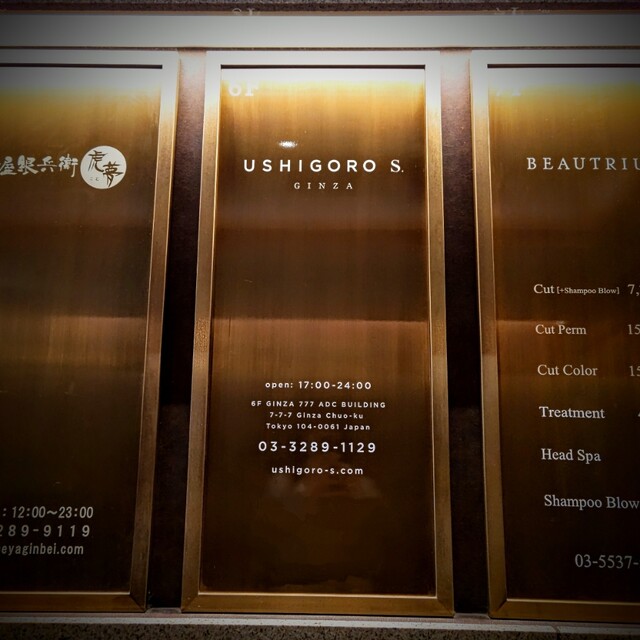 屋銀兵衛
虎夢
: 12:00〜23:00
289-9119
eyaginbei.com
6F
USHIGORO S.
GINZA
open: 17:00-24:00
6F GINZA 777 ADC BUILDING
7-7-7 Ginza Chuo-ku
Tokyo 104-0061 Japan
03-3289-1129
ushigoro-s.com
BEAUTRIU
Cut [+Shampoo Blow] 7,
Cut Perm 15
Cut Color 15
Treatment
Head Spa
Shampoo Blow
03-5537-